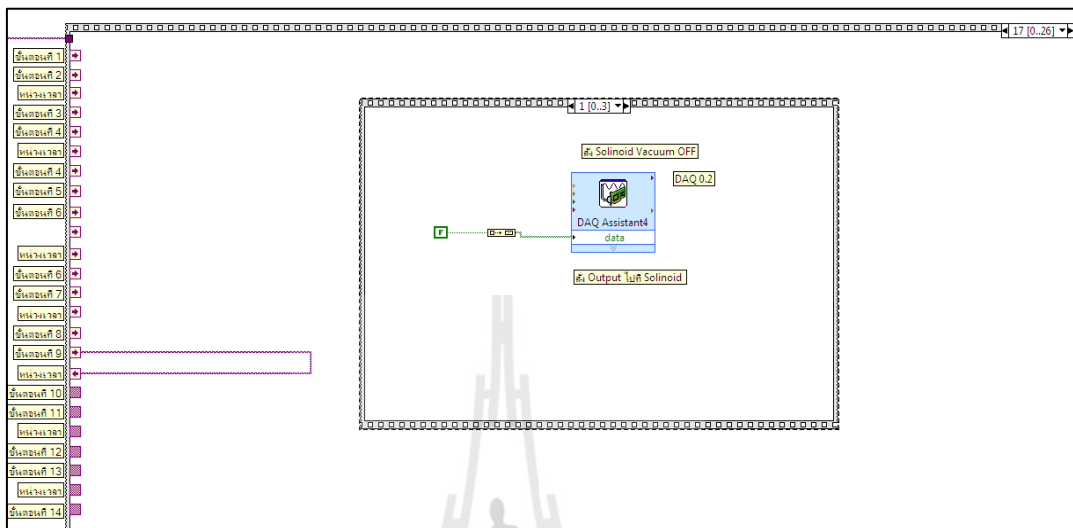 17 [0..26]
ขั้นตอนที่ 1
ขั้นตอนที่ 2
หน่วงเวลา
ขั้นตอนที่ 3
ขั้นตอนที่ 4
หน่วงเวลา
ขั้นตอนที่ 4
ขั้นตอนที่ 5
ขั้นตอนที่ 6
หน่วงเวลา
ขั้นตอนที่ 6
ขั้นตอนที่ 7
หน่วงเวลา
ขั้นตอนที่ 8
ขั้นตอนที่ 9
หน่วงเวลา
ขั้นตอนที่ 10
ขั้นตอนที่ 11
หน่วงเวลา
ขั้นตอนที่ 12
ขั้นตอนที่ 13
หน่วงเวลา
ขั้นตอนที่ 14
1 [0..3]
สั่ง Solinoid Vacuum OFF
DAQ 0.2
DAQ Assistant4
data
F
สั่ง Output ไปที่ Solinoid